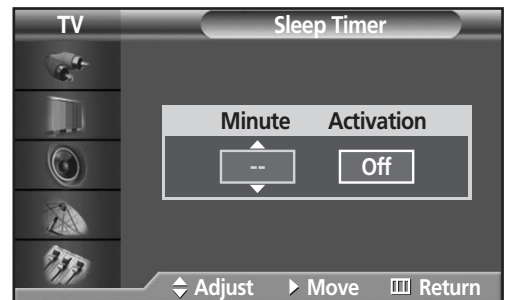 TV Sleep Timer
Minute Activation
-- Off
Adjust Move Return